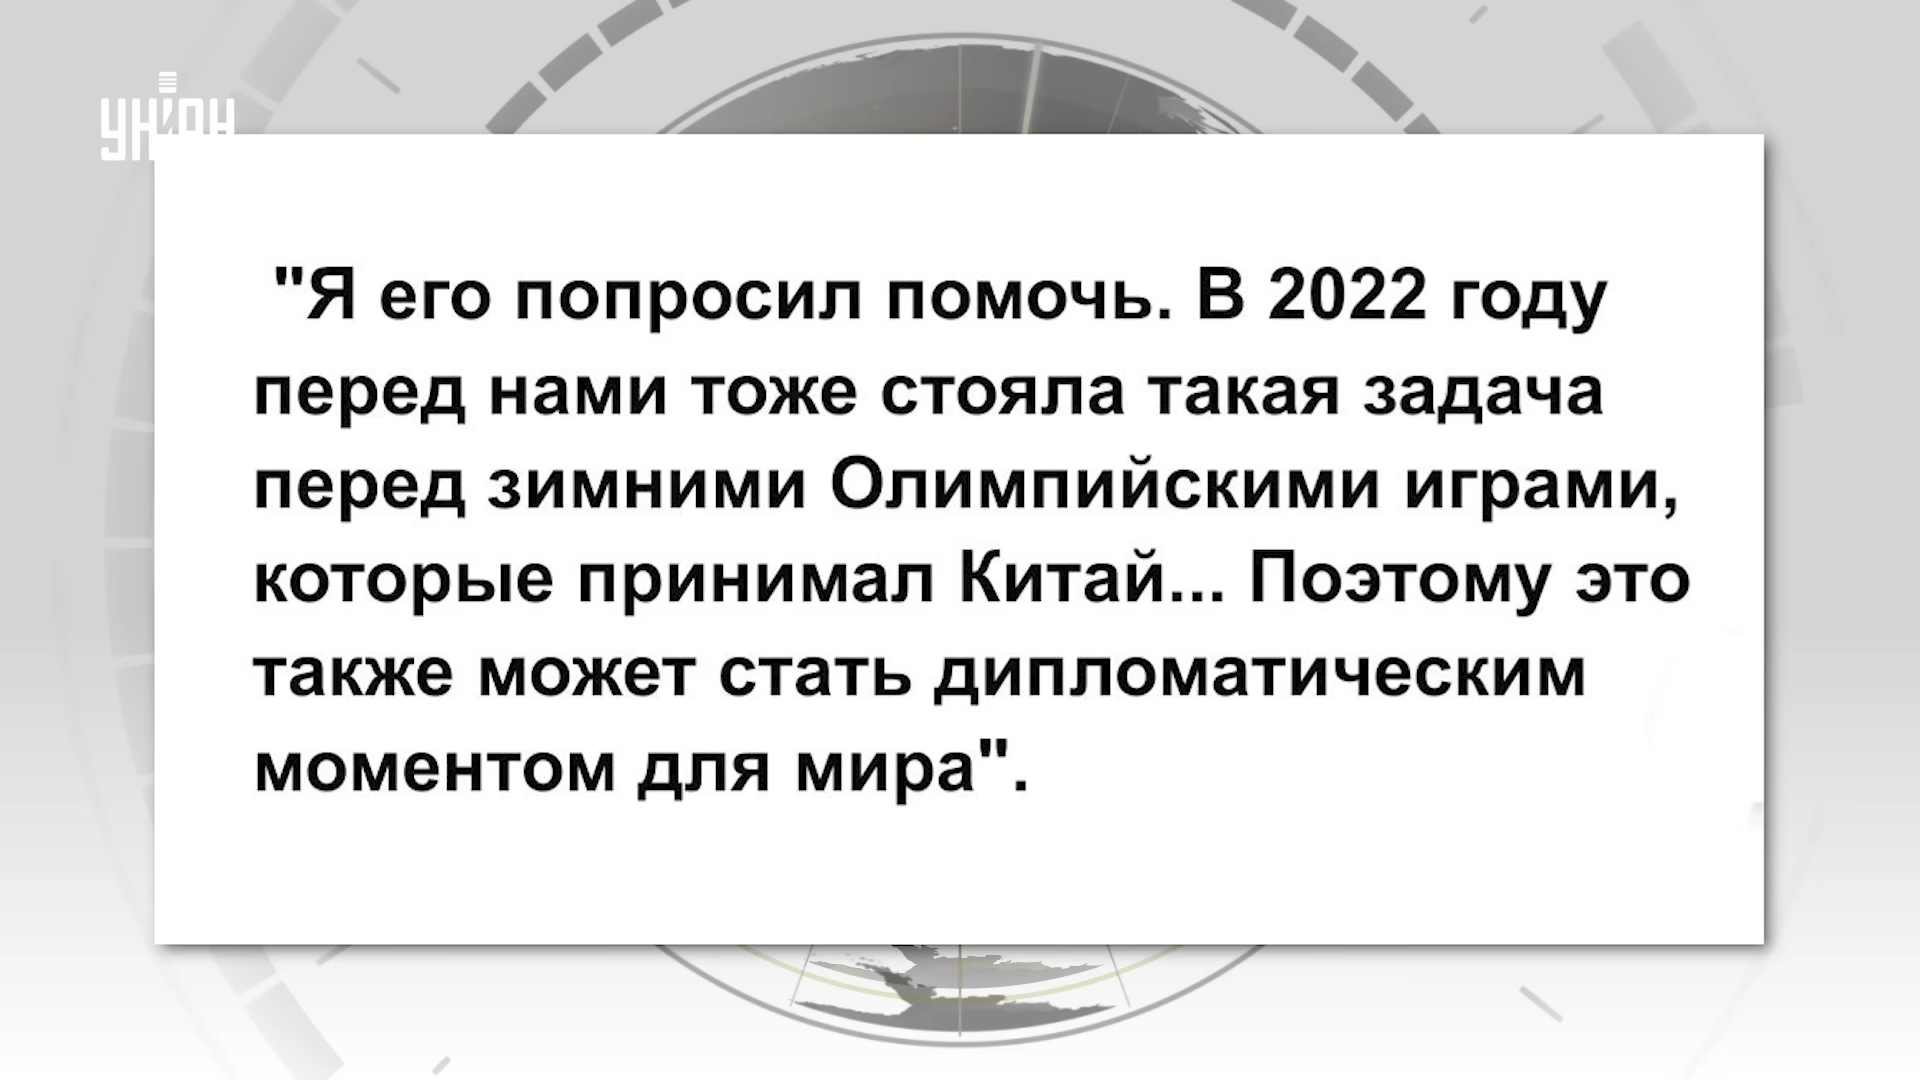 УНИОН
"Я его попросил помочь. В 2022 году
перед нами тоже стояла такая задача
перед зимними Олимпийскими играми,
которые принимал Китай... Поэтому это
также может стать дипломатическим
моментом для мира".